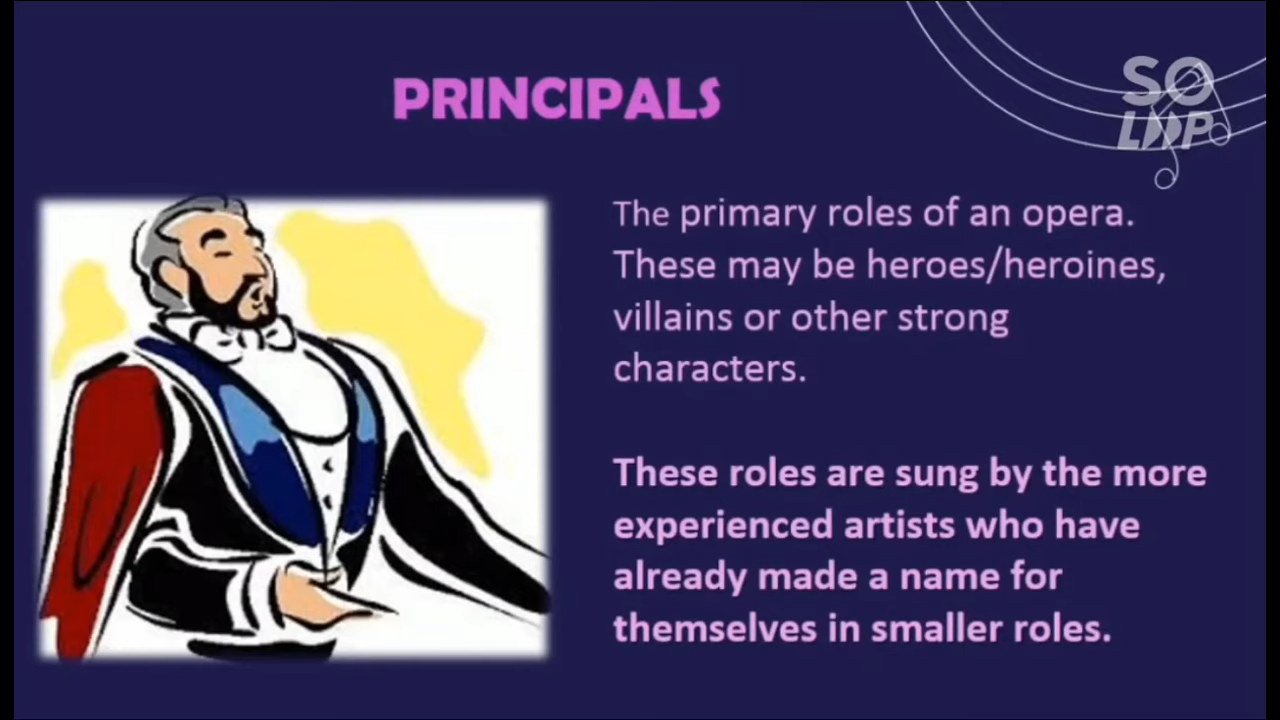 PRINCIPALS
SO
The primary roles of an opera.
These may be heroes/heroines,
villains or other strong
characters.
These roles are sung by the more
experienced artists who have
already made a name for
themselves in smaller roles.